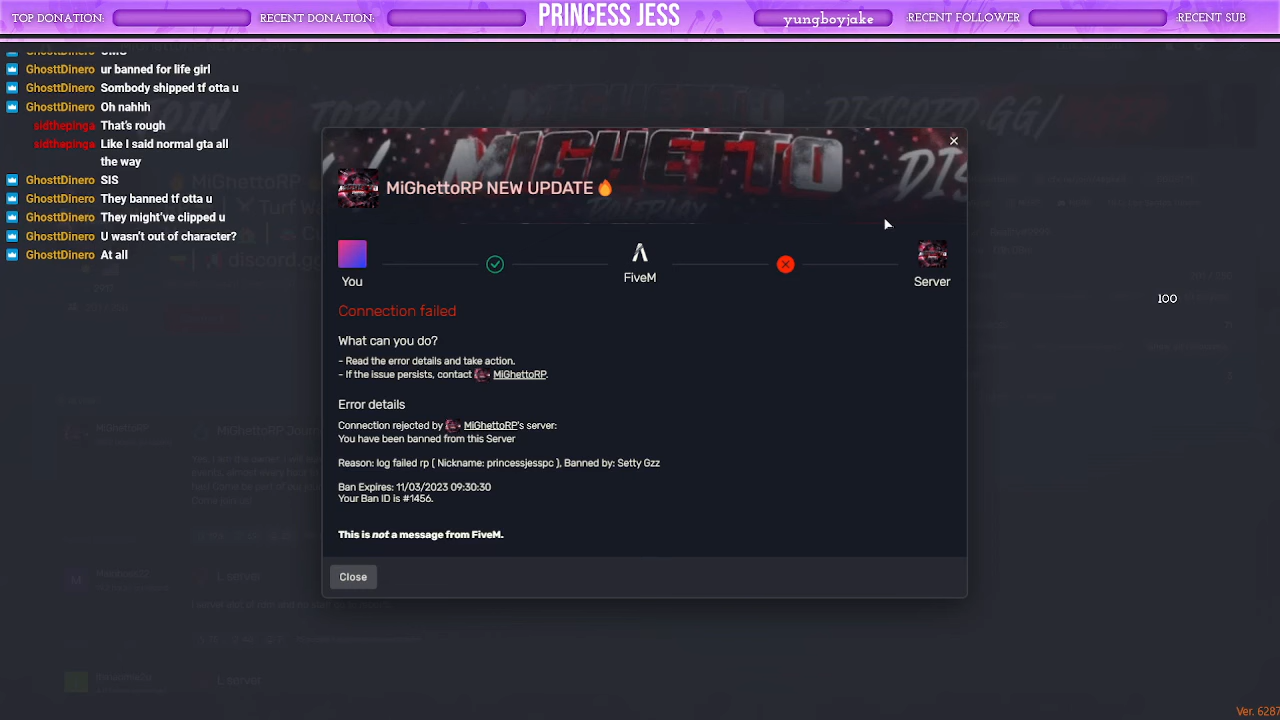 TOP DONATION:
RECENT DONATION:
PRINCESS JESS
yungboyjake
:RECENT FOLLOWER
:RECENT SUB
GhosttDinero ur banned for life girl
GhosttDinero Sombody shipped tf otta u
GhosttDinero Oh nahhh
sidthepinga That's rough
sidthepinga Like I said normal gta all
the way
GhosttDinero SIS
GhosttDinero They banned tf otta u
GhosttDinero They might've clipped u
GhosttDinero U wasn't out of character?
GhosttDinero At all
MIGHETTO
DIS
ROLEPLAY
MiGhettoRP NEW UPDATE🔥
You
FiveM
Server
100
Connection failed
What can you do?
- Read the error details and take action.
- If the issue persists, contact MiGhettoRP.
Error details
Connection rejected by MiGhettoRP's server:
You have been banned from this Server
Reason: log failed rp ( Nickname: princessjesspc ), Banned by: Setty Gzz
Ban Expires: 11/03/2023 09:30:30
Your Ban ID is #1456.
This is not a message from FiveM.
Close
Ver. 6287